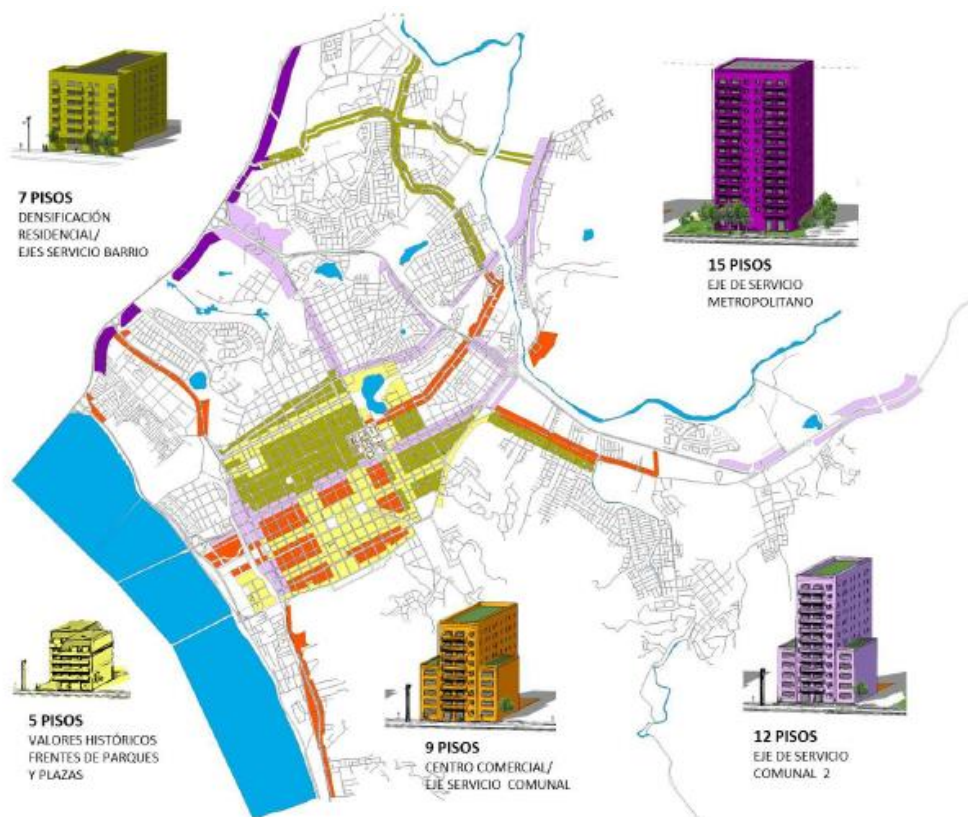 7 PISOS
DENSIFICACIÓN
RESIDENCIAL/
EJES SERVICIO BARRIO
15 PISOS
EJE DE SERVICIO
METROPOLITANO
5 PISOS
VALORES HISTÓRICOS
FRENTES DE PARQUES
Y PLAZAS
9 PISOS
CENTRO COMERCIAL/
EJE SERVICIO COMUNAL
12 PISOS
EJE DE SERVICIO
COMUNAL 2